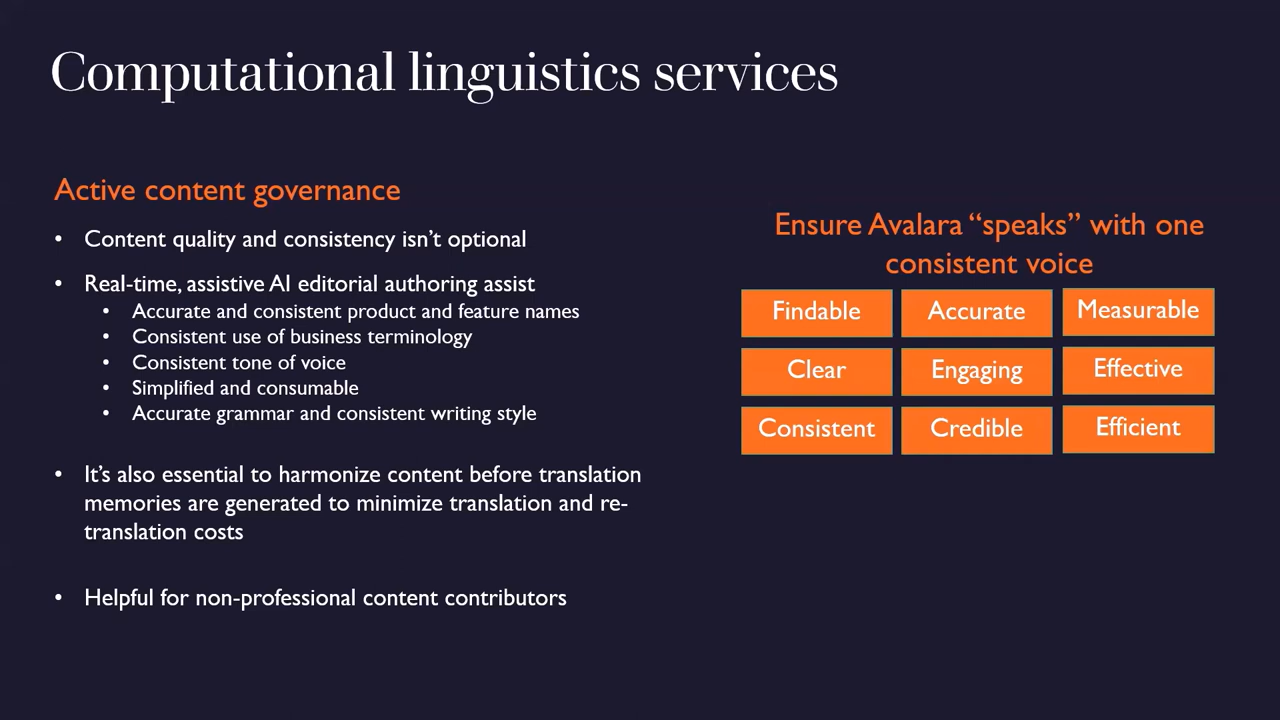 Computational linguistics services
Active content governance
• Content quality and consistency isn’t optional
• Real-time, assistive AI editorial authoring assist
• Accurate and consistent product and feature names
• Consistent use of business terminology
• Consistent tone of voice
• Simplified and consumable
• Accurate grammar and consistent writing style
• It’s also essential to harmonize content before translation
memories are generated to minimize translation and re-
translation costs
• Helpful for non-professional content contributors
Ensure Avalara “speaks” with one
consistent voice
Findable Accurate Measurable
Clear Engaging Effective
Consistent Credible Efficient